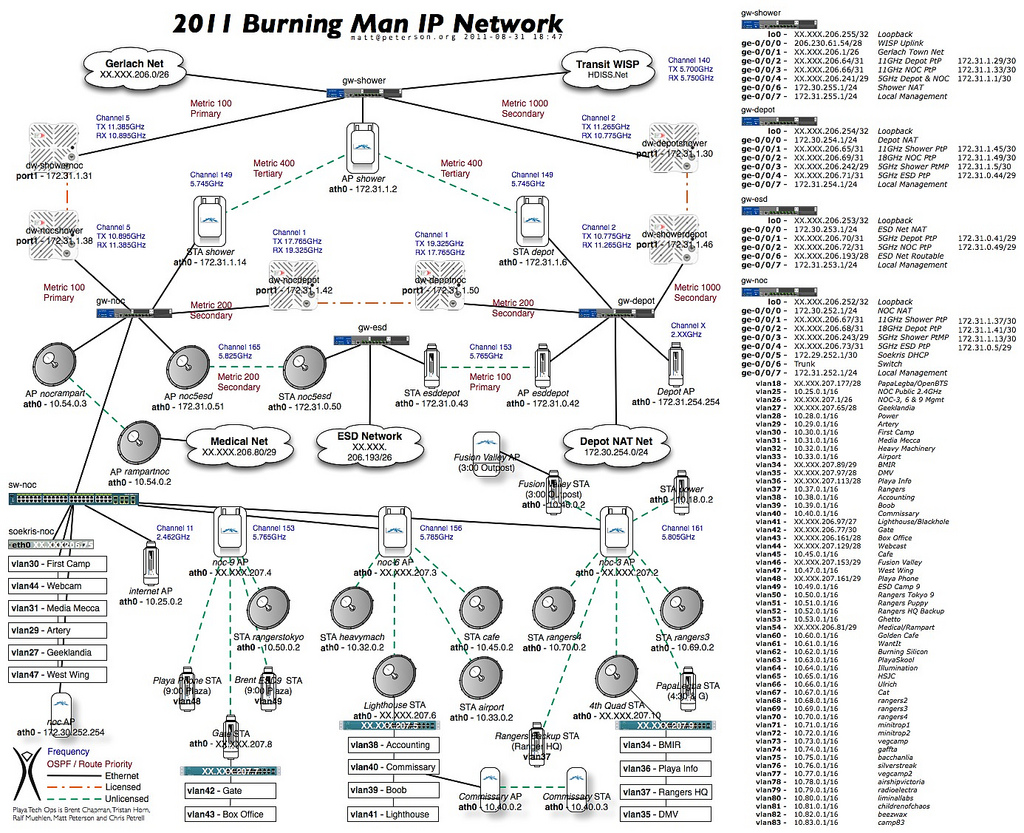 2011 Burning Man IP Network
matt@peterson.org 2011-08-31 18:47
Gerlach Net
XX.XXX.206.0/26
gw-shower
Transit WISP
HDISS.Net
Channel 140
TX 5.700GHz
RX 5.750GHz
Metric 100
Primary
Metric 1000
Secondary
Channel 5
TX 11.385GHz
RX 10.895GHz
dw-showernoc
port1 - 172.31.1.31
Channel 2
TX 11.265GHz
RX 10.775GHz
dw-depotshower
port1 - 172.31.1.30
Metric 400
Tertiary
Metric 400
Tertiary
AP shower
ath0 - 172.31.1.2
Channel 149
5.745GHz
Channel 149
5.745GHz
dw-nocshower
port1 - 172.31.1.38
Channel 5
TX 10.895GHz
RX 11.385GHz
STA shower
ath0 - 172.31.1.14
Channel 1
TX 17.765GHz
RX 19.325GHz
Channel 1
TX 19.325GHz
RX 17.765GHz
STA depot
ath0 - 172.31.1.6
Channel 2
TX 10.775GHz
RX 11.265GHz
dw-showerdepot
port1 - 172.31.1.46
dw-nocdepot
port1 - 172.31.1.42
dw-depotnoc
port1 - 172.31.1.50
Metric 100
Primary
gw-noc
Metric 200
Secondary
Metric 200
Secondary
gw-depot
Metric 1000
Secondary
gw-esd
Channel 165
5.825GHz
Metric 200
Secondary
Channel 153
5.765GHz
Metric 100
Primary
Channel X
2.XXGHz
AP nocrampart
ath0 - 10.54.0.3
AP noc5esd
ath0 - 172.31.0.51
STA noc5esd
ath0 - 172.31.0.50
STA esddepot
ath0 - 172.31.0.43
AP esddepot
ath0 - 172.31.0.42
Depot AP
ath0 - 172.31.254.254
AP rampartnoc
ath0 - 10.54.0.2
Medical Net
XX.XXX.206.80/29
ESD Network
XX.XXX.
206.193/26
Depot NAT Net
172.30.254.0/24
Fusion Valley AP
(3:00 Outpost)
Fusion Valley STA
(3:00 Outpost)
STA power
sw-noc
soekris-noc
eth0
vlan30 - First Camp
vlan44 - Webcam
vlan31 - Media Mecca
vlan29 - Artery
vlan27 - Geeklandia
vlan47 - West Wing
noc AP
ath0 - 172.30.252.254
internet AP
ath0 - 10.25.0.2
Channel 11
2.462GHz
Channel 153
5.765GHz
noc-9 AP
ath0 - XX.XXX.207.4
Channel 156
5.785GHz
ath0 - XX.XXX.207.3
Channel 161
5.805GHz
noc-3 AP
ath0 - XX.XXX.207.2
STA rangerstokyo
ath0 - 10.50.0.2
STA heavymach
ath0 - 10.32.0.2
STA cafe
ath0 - 10.45.0.2
STA rangers4
ath0 - 10.70.0.2
STA rangers3
ath0 - 10.69.0.2
Playa Phone STA
(9:00 Plaza)
vlan48
(9:00 Plaza)
vlan49
Gate STA
ath0 - XX.XXX.207.8
vlan42 - Gate
vlan43 - Box Office
Lighthouse STA
ath0 - XX.XXX.207.6
STA airport
ath0 - 10.33.0.2
vlan38 - Accounting
vlan40 - Commissary
vlan39 - Boob
vlan41 - Lighthouse
Commissary AP
ath0 - 10.40.0.2
Commissary STA
ath0 - 10.40.0.3
Rangers Backup STA
(Ranger HQ)
vlan37
4th Quad STA
ath0 - XX.XXX.207.10
PapaLegba STA
vlan34 - BMIR
vlan36 - Playa Info
vlan37 - Rangers HQ
vlan35 - DMV
Frequency
OSPF / Route Priority
Ethernet
Licensed
Unlicensed
PlayaTech Ops is Brent Chapman, Tristan Horn,
Ralf Muehlen, Matt Peterson and Chris Petrell
gw-shower
lo0 - XX.XXX.206.255/32 Loopback
ge-0/0/0 - 206.230.61.54/28 WISP Uplink
ge-0/0/1 - XX.XXX.206.1/26 Gerlach Town Net
ge-0/0/2 - XX.XXX.206.64/31 11GHz Depot PtP 172.31.1.29/30
ge-0/0/3 - XX.XXX.206.66/31 11GHz NOC PtP 172.31.1.33/30
ge-0/0/4 - XX.XXX.206.241/29 5GHz Depot & NOC 172.31.1.1/30
ge-0/0/6 - 172.30.255.1/24 Shower NAT
ge-0/0/7 - 172.31.255.1/24 Local Management
gw-depot
lo0 - XX.XXX.206.254/32 Loopback
ge-0/0/0 - 172.30.254.1/24 Depot NAT
ge-0/0/1 - XX.XXX.206.65/31 11GHz Shower PtP 172.31.1.45/30
ge-0/0/2 - XX.XXX.206.69/31 18GHz NOC PtP 172.31.1.49/30
ge-0/0/3 - XX.XXX.206.242/29 5GHz Shower PtMP 172.31.1.5/30
ge-0/0/4 - XX.XXX.206.71/31 5GHz ESD PtP 172.31.0.44/29
ge-0/0/7 - 172.31.254.1/24 Local Management
gw-esd
lo0 - XX.XXX.206.253/32 Loopback
ge-0/0/0 - 172.30.253.1/24 ESD Net NAT
ge-0/0/1 - XX.XXX.206.70/31 5GHz Depot PtP 172.31.0.41/29
ge-0/0/2 - XX.XXX.206.72/31 5GHz NOC PtP 172.31.0.49/29
ge-0/0/6 - XX.XXX.206.193/28 ESD Net Routable
ge-0/0/7 - 172.31.253.1/24 Local Management
gw-noc
lo0 - XX.XXX.206.252/32 Loopback
ge-0/0/0 - 172.30.252.1/24 NOC NAT
ge-0/0/1 - XX.XXX.206.67/31 11GHz Shower PtP 172.31.1.37/30
ge-0/0/2 - XX.XXX.206.68/31 18GHz Depot PtP 172.31.1.41/30
ge-0/0/3 - XX.XXX.206.243/29 5GHz Shower PtMP 172.31.1.13/30
ge-0/0/4 - XX.XXX.206.73/31 5GHz ESD PtP 172.31.0.5/29
ge-0/0/5 - 172.29.252.1/30 Soekris DHCP
ge-0/0/6 - Trunk Switch
ge-0/0/7 - 172.31.252.1/24 Local Management
vlan18 - XX.XXX.207.177/28 PapaLegba/OpenBTS
vlan25 - 10.25.0.1/16 NOC Public 2.4GHz
vlan26 - XX.XXX.207.1/26 NOC-3, 6 & 9 Mgmt
vlan27 - XX.XXX.207.65/28 Geeklandia
vlan28 - 10.28.0.1/16 Power
vlan29 - 10.29.0.1/16 Artery
vlan30 - 10.30.0.1/16 First Camp
vlan31 - 10.31.0.1/16 Media Mecca
vlan32 - 10.32.0.1/16 Heavy Machinery
vlan33 - 10.33.0.1/16 Airport
vlan34 - XX.XXX.207.89/29 BMIR
vlan35 - XX.XXX.207.97/28 DMV
vlan36 - XX.XXX.207.113/28 Playa Info
vlan37 - 10.37.0.1/16 Rangers
vlan38 - 10.38.0.1/16 Accounting
vlan39 - 10.39.0.1/16 Boob
vlan40 - 10.40.0.1/16 Commissary
vlan41 - XX.XXX.206.97/27 Lighthouse/Blackhole
vlan42 - XX.XXX.206.77/30 Gate
vlan43 - XX.XXX.206.161/28 Box Office
vlan44 - XX.XXX.207.129/28 Webcast
vlan45 - 10.45.0.1/16 Cafe
vlan46 - XX.XXX.207.153/29 Fusion Valley
vlan47 - 10.47.0.1/16 West Wing
vlan48 - XX.XXX.207.161/29 Playa Phone
vlan49 - 10.49.0.1/16 ESD Camp 9
vlan50 - 10.50.0.1/16 Rangers Tokyo 9
vlan51 - 10.51.0.1/16 Rangers Puppy
vlan52 - 10.52.0.1/16 Rangers HQ Backup
vlan53 - 10.53.0.1/16 Ghetto
vlan54 - XX.XXX.206.81/29 Medical/Rampart
vlan60 - 10.60.0.1/16 Golden Cafe
vlan61 - 10.61.0.1/16 WantIt
vlan62 - 10.62.0.1/16 Burning Silicon
vlan63 - 10.63.0.1/16 PlayaSkool
vlan64 - 10.64.0.1/16 Illumination
vlan65 - 10.65.0.1/16 HSJC
vlan66 - 10.66.0.1/16 Ulrich
vlan67 - 10.67.0.1/16 Cat
vlan68 - 10.68.0.1/16 rangers2
vlan69 - 10.69.0.1/16 rangers3
vlan70 - 10.70.0.1/16 rangers4
vlan71 - 10.71.0.1/16 minitrop1
vlan72 - 10.72.0.1/16 minitrop2
vlan73 - 10.73.0.1/16 vegcamp
vlan74 - 10.74.0.1/16 gaffta
vlan75 - 10.75.0.1/16 bacchanlia
vlan76 - 10.76.0.1/16 silverstreak
vlan77 - 10.77.0.1/16 vegcamp2
vlan78 - 10.78.0.1/16 airshipvictoria
vlan79 - 10.79.0.1/16 radioelectra
vlan80 - 10.80.0.1/16 liminallabs
vlan81 - 10.81.0.1/16 childrenofchaos
vlan82 - 10.82.0.1/16 beezwax
vlan83 - 10.83.0.1/16 camp83